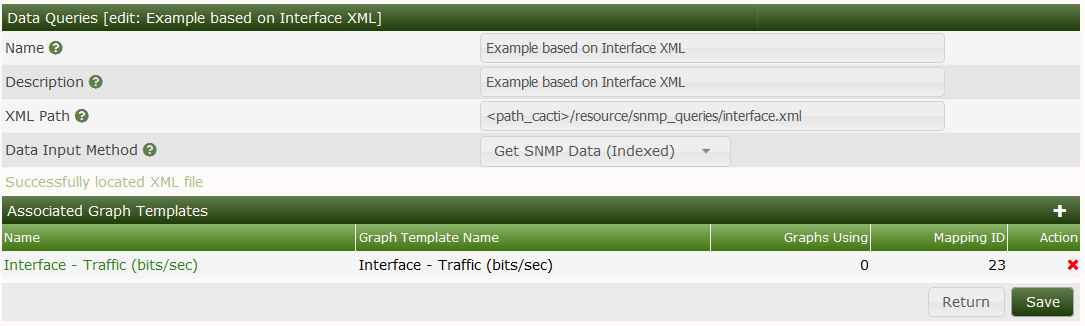 Data Queries [edit: Example based on Interface XML]
Name Example based on Interface XML
Description Example based on Interface XML
XML Path <path_cacti>/resource/snmp_queries/interface.xml
Data Input Method Get SNMP Data (Indexed)
Successfully located XML file
Associated Graph Templates
Name Graph Template Name Graphs Using Mapping ID Action
Interface - Traffic (bits/sec) Interface - Traffic (bits/sec) 0 23
Return Save